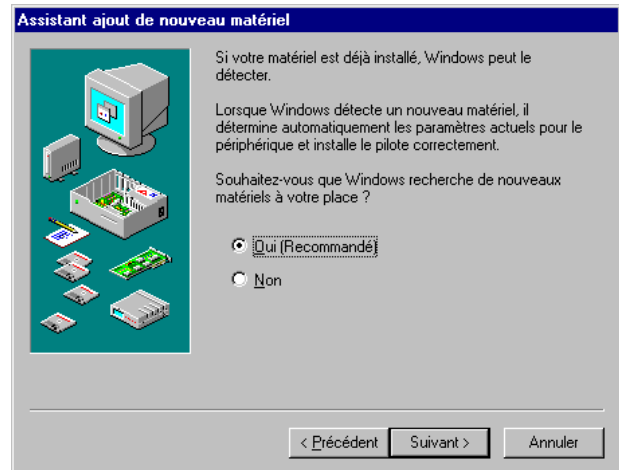 Assistant ajout de nouveau matériel
Si votre matériel est déjà installé, Windows peut le
détecter.
Lorsque Windows détecte un nouveau matériel, il
détermine automatiquement les paramètres actuels pour le
périphérique et installe le pilote correctement.
Souhaitez-vous que Windows recherche de nouveaux
matériels à votre place ?
Oui (Recommandé)
Non
< Précédent
Suivant >
Annuler